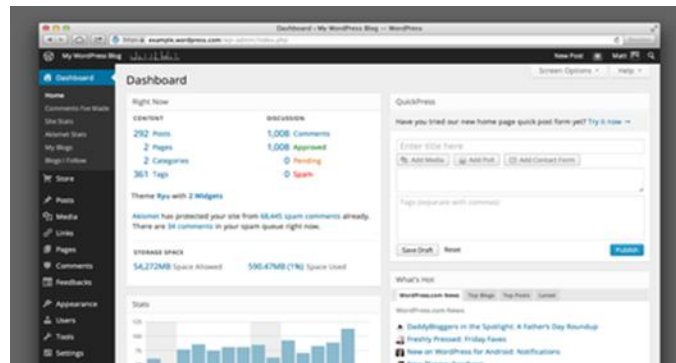 Dashboard ‹ My WordPress Blog — WordPress
example.wordpress.com/wp-admin/index.php
My WordPress Blog
New Post
Matt
Screen Options
Help
Dashboard
Home
Comments I've Made
Site Stats
Akismet Stats
My Blogs
Blogs I Follow
Store
Posts
Media
Links
Pages
Comments
Feedbacks
Appearance
Users
Tools
Settings
Dashboard
Right Now
CONTENT
DISCUSSION
292 Posts
1,008 Comments
2 Pages
1,008 Approved
2 Categories
0 Pending
361 Tags
0 Spam
Theme Ryu with 2 Widgets
Akismet has protected your site from 68,445 spam comments already.
There are 34 comments in your spam queue right now.
STORAGE SPACE
54,272MB Space Allowed
590.47MB (1%) Space Used
Stats
QuickPress
Have you tried our new home page quick post form yet? Try it now →
Enter title here
Add Media
Add Poll
Add Contact Form
Tags (separate with commas)
Save Draft
Reset
Publish
What's Hot
WordPress.com News
Top Blogs
Top Posts
Latest
WordPress.com News
DaddyBloggers in the Spotlight: A Father's Day Roundup
Freshly Pressed: Friday Faves
New on WordPress for Android: Notifications